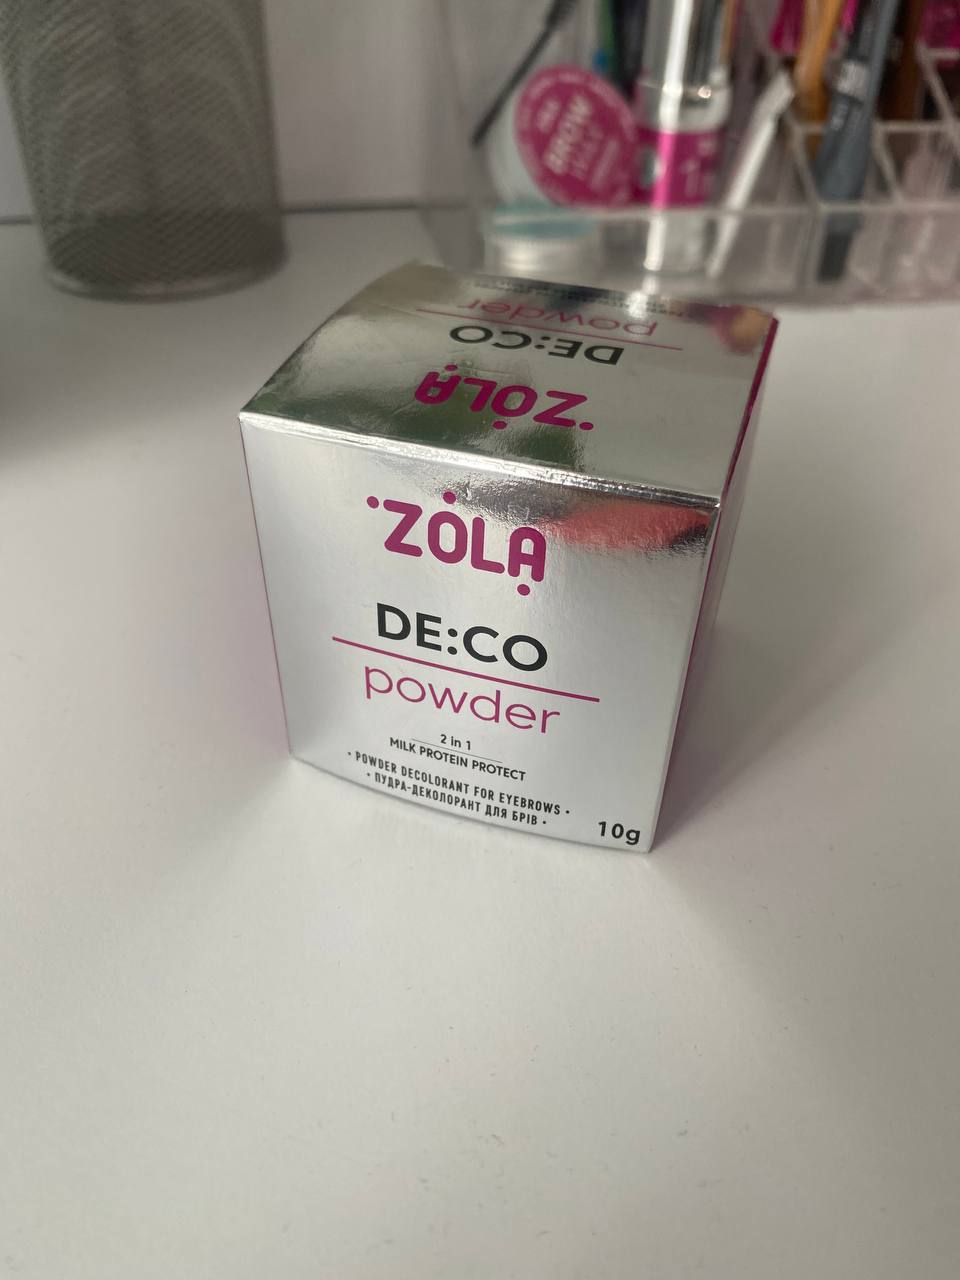 powder
DE:CO
ZOLA
ZOLA
DE:CO
powder
2 in 1
MILK PROTEIN PROTECT
• POWDER DECOLORANT FOR EYEBROWS •
• ПУДРА-ДЕКОЛОРАНТ ДЛЯ БРІВ •
10g
BROW